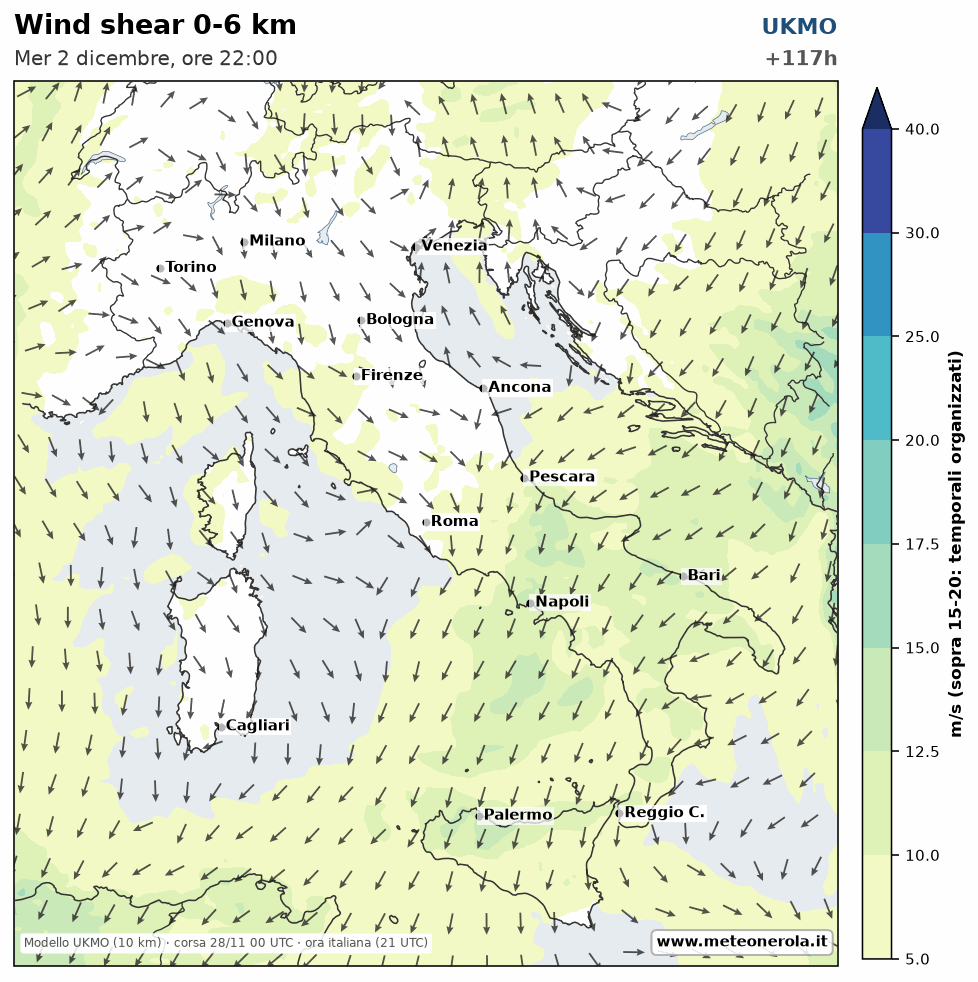 Wind shear 0-6 km
UKMO
Mer 2 dicembre, ore 22:00
+117h
Milano
Venezia
Torino
Genova
Bologna
Firenze
Ancona
Pescara
Roma
Bari
Napoli
Cagliari
Palermo
Reggio C.
Modello UKMO (10 km) · corsa 28/11 00 UTC · ora italiana (21 UTC)
www.meteonerola.it
40.0
30.0
25.0
20.0
17.5
15.0
12.5
10.0
5.0
m/s (sopra 15-20: temporali organizzati)